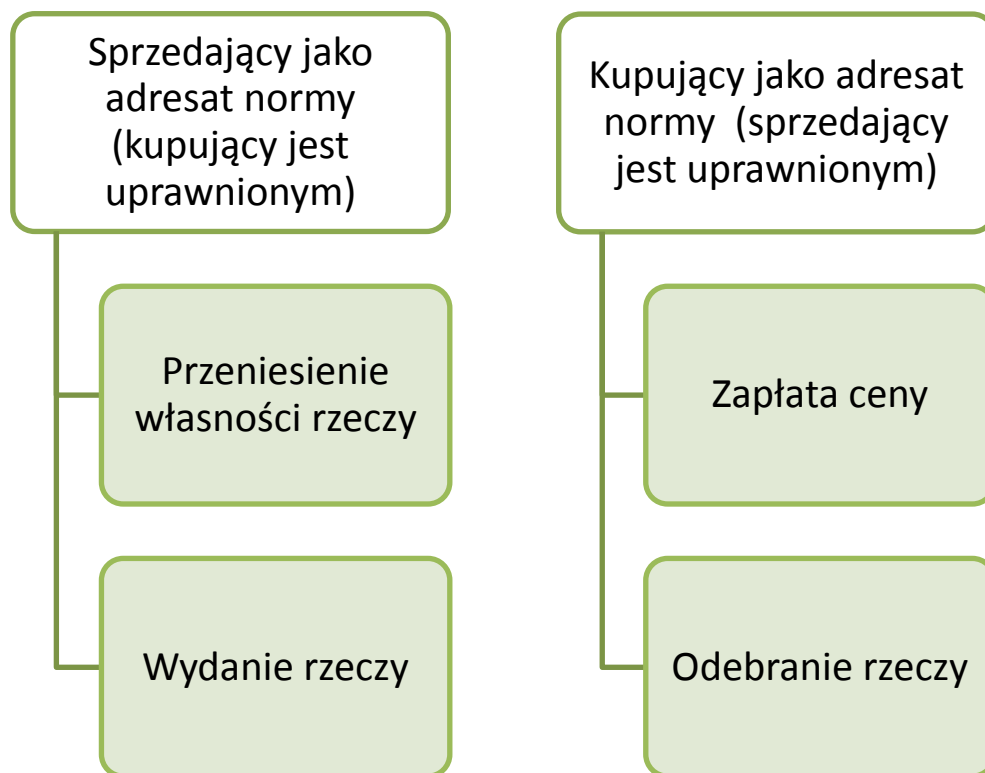 Sprzedający jako
adresat normy
(kupujący jest
uprawnionym)
Przeniesienie
własności rzeczy
Wydanie rzeczy
Kupujący jako adresat
normy (sprzedający
jest uprawnionym)
Zapłata ceny
Odebranie rzeczy